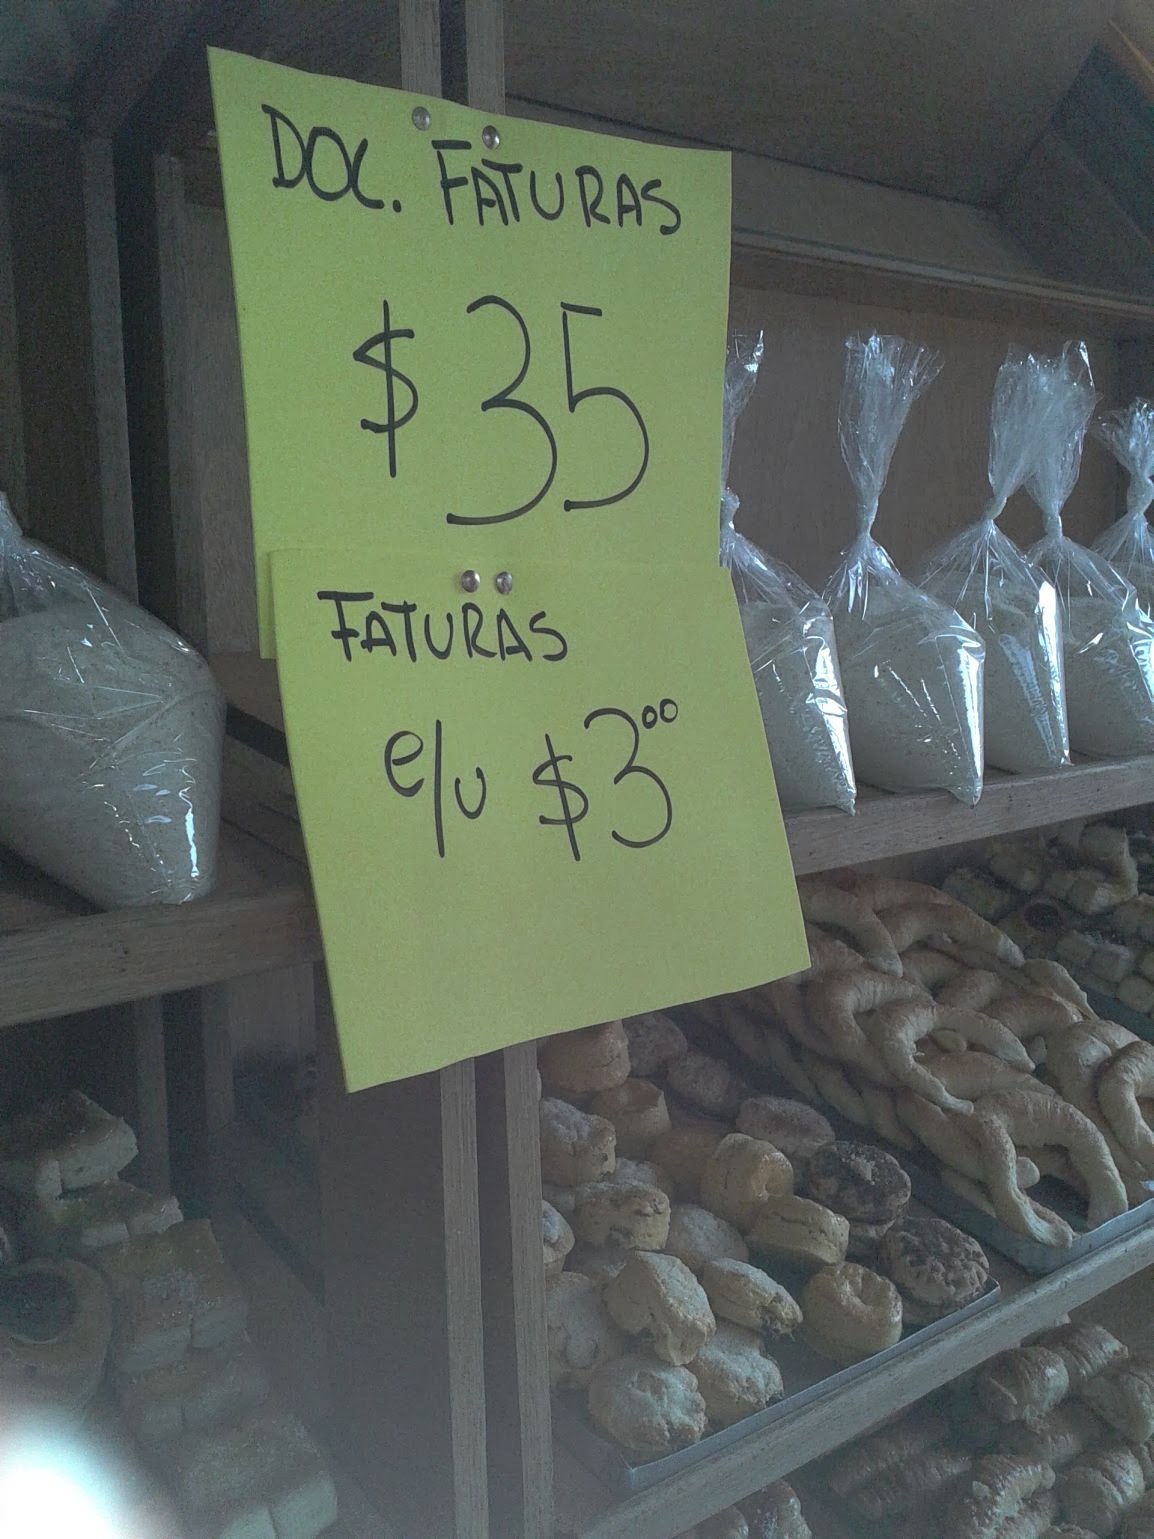 DOC. FATURAS
$ 35
FATURAS
e/u $3⁰⁰